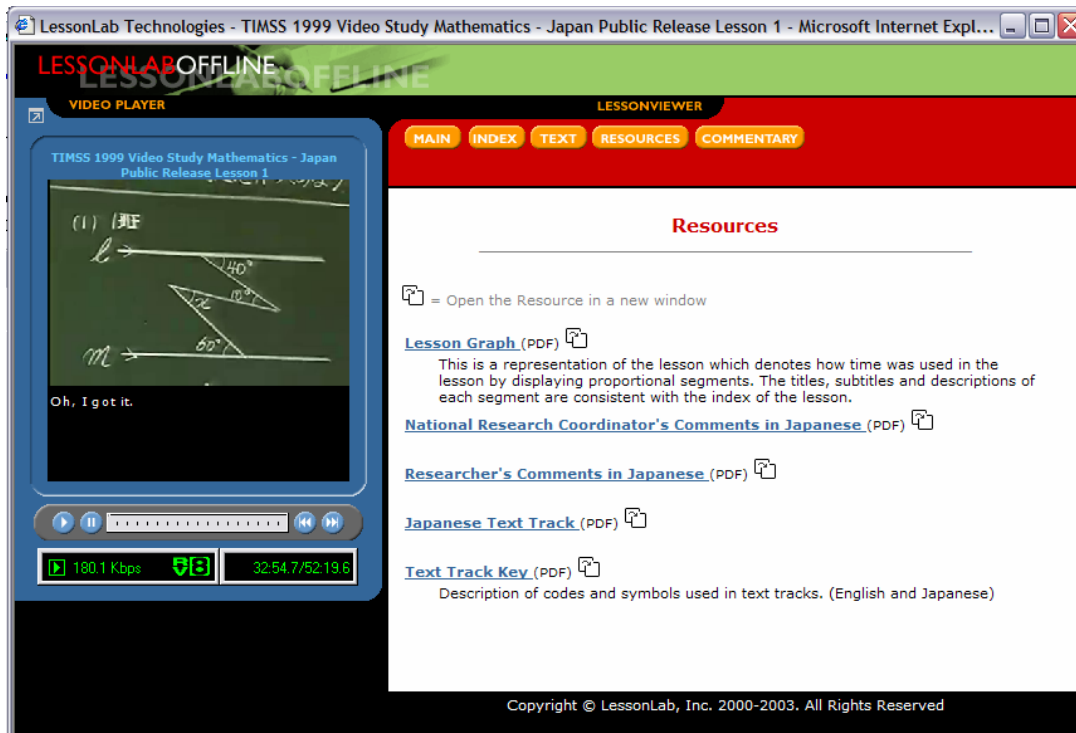 LessonLab Technologies - TIMSS 1999 Video Study Mathematics - Japan Public Release Lesson 1 - Microsoft Internet Expl...
LESSONLABOFFLINE
LESSONLABOFFLINE
VIDEO PLAYER
LESSONVIEWER
MAIN INDEX TEXT RESOURCES COMMENTARY
TIMSS 1999 Video Study Mathematics - Japan
Public Release Lesson 1
(1)
l
40°
x 10°
60°
m
Oh, I got it.
180.1 Kbps
32:54.7/52:19.6
Resources
= Open the Resource in a new window
Lesson Graph (PDF)
This is a representation of the lesson which denotes how time was used in the
lesson by displaying proportional segments. The titles, subtitles and descriptions of
each segment are consistent with the index of the lesson.
National Research Coordinator's Comments in Japanese (PDF)
Researcher's Comments in Japanese (PDF)
Japanese Text Track (PDF)
Text Track Key (PDF)
Description of codes and symbols used in text tracks. (English and Japanese)
Copyright © LessonLab, Inc. 2000-2003. All Rights Reserved